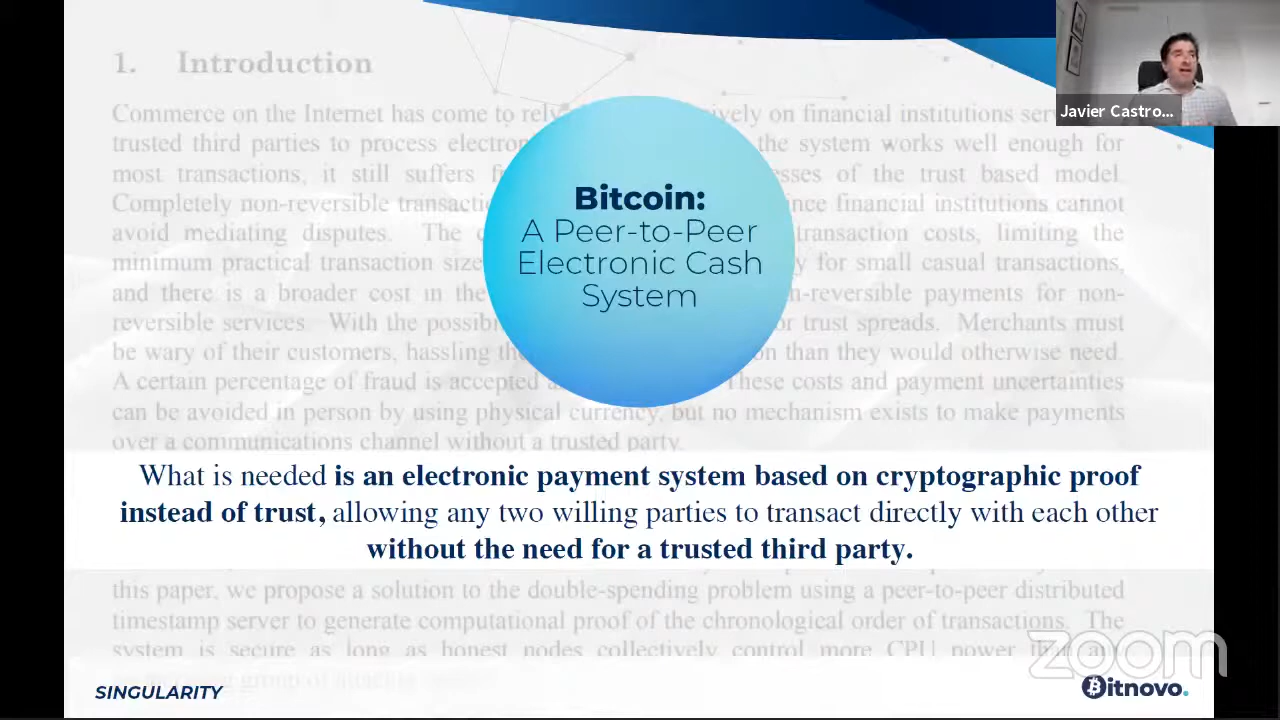 1. Introduction
Javier Castro...
Commerce on the Internet has come to rely vely on financial institutions ser
trusted third parties to process electron the system works well enough for
most transactions, it still suffers f sses of the trust based model.
Completely non-reversible transacti ince financial institutions cannot
avoid mediating disputes. The c transaction costs, limiting the
minimum practical transaction size y for small casual transactions,
and there is a broader cost in the n-reversible payments for non-
reversible services. With the possibi or trust spreads. Merchants must
be wary of their customers, hassling the on than they would otherwise need.
A certain percentage of fraud is accepted a These costs and payment uncertainties
can be avoided in person by using physical currency, but no mechanism exists to make payments
over a communications channel without a trusted party.
Bitcoin:
A Peer-to-Peer
Electronic Cash
System
What is needed is an electronic payment system based on cryptographic proof
instead of trust, allowing any two willing parties to transact directly with each other
without the need for a trusted third party.
this paper, we propose a solution to the double-spending problem using a peer-to-peer distributed
timestamp server to generate computational proof of the chronological order of transactions. The
system is secure as long as honest nodes collectively control more CPU power than any
zoom
SINGULARITY
Bitnovo.